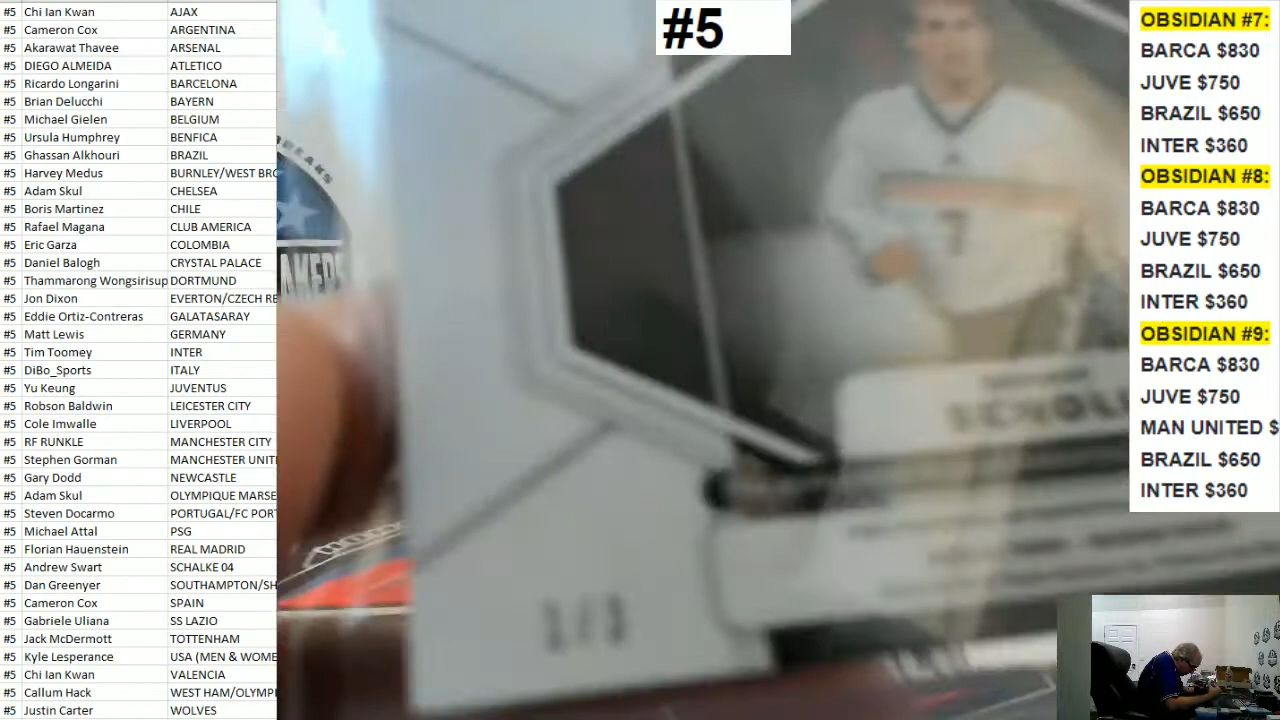 #5 Chi Ian Kwan AJAX
#5 Cameron Cox ARGENTINA
#5 Akarawat Thavee ARSENAL
#5 DIEGO ALMEIDA ATLETICO
#5 Ricardo Longarini BARCELONA
#5 Brian Delucchi BAYERN
#5 Michael Gielen BELGIUM
#5 Ursula Humphrey BENFICA
#5 Ghassan Alkhouri BRAZIL
#5 Harvey Medus BURNLEY/WEST BRO
#5 Adam Skul CHELSEA
#5 Boris Martinez CHILE
#5 Rafael Magana CLUB AMERICA
#5 Eric Garza COLOMBIA
#5 Daniel Balogh CRYSTAL PALACE
#5 Thammarong Wongsirisup DORTMUND
#5 Jon Dixon EVERTON/CZECH RE
#5 Eddie Ortiz-Contreras GALATASARAY
#5 Matt Lewis GERMANY
#5 Tim Toomey INTER
#5 DiBo_Sports ITALY
#5 Yu Keung JUVENTUS
#5 Robson Baldwin LEICESTER CITY
#5 Cole Imwalle LIVERPOOL
#5 RF RUNKLE MANCHESTER CITY
#5 Stephen Gorman MANCHESTER UNIT
#5 Gary Dodd NEWCASTLE
#5 Adam Skul OLYMPIQUE MARSE
#5 Steven Docarmo PORTUGAL/FC POR
#5 Michael Attal PSG
#5 Florian Hauenstein REAL MADRID
#5 Andrew Swart SCHALKE 04
#5 Dan Greenyer SOUTHAMPTON/SH
#5 Cameron Cox SPAIN
#5 Gabriele Uliana SS LAZIO
#5 Jack McDermott TOTTENHAM
#5 Kyle Lesperance USA (MEN & WOME
#5 Chi Ian Kwan VALENCIA
#5 Callum Hack WEST HAM/OLYMPI
#5 Justin Carter WOLVES
#5
7
OBSIDIAN #7:
BARCA $830
JUVE $750
BRAZIL $650
INTER $360
OBSIDIAN #8:
BARCA $830
JUVE $750
BRAZIL $650
INTER $360
OBSIDIAN #9:
BARCA $830
JUVE $750
MAN UNITED $
BRAZIL $650
INTER $360